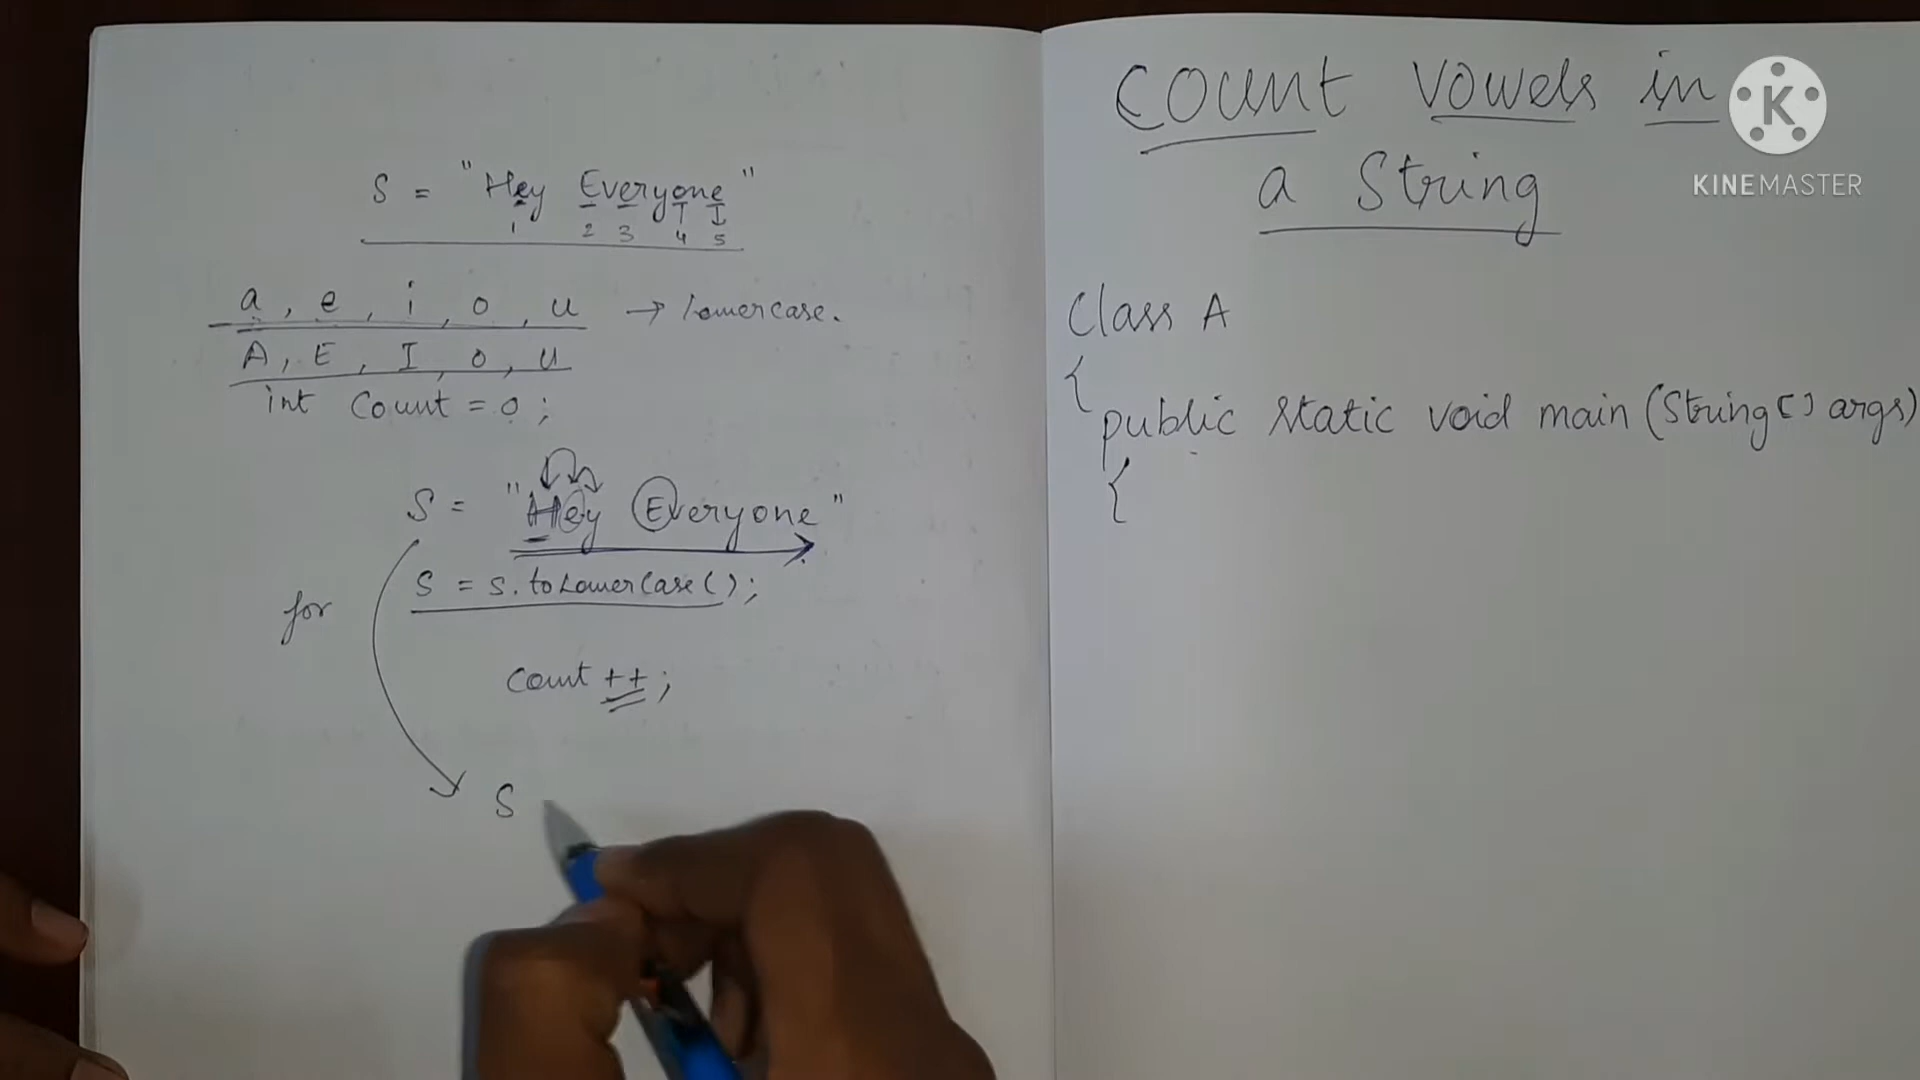 S = "Hey Everyone"
1 2 3 4 5
a, e, i, o, u → lowercase.
A, E, I, O, U
int Count = 0;
S = "Hey Everyone"
S = s.toLowerCase();
for
Count ++;
S
Count vowels in
a String
Class A
{
public static void main (String[] args)
{
K
KINEMASTER